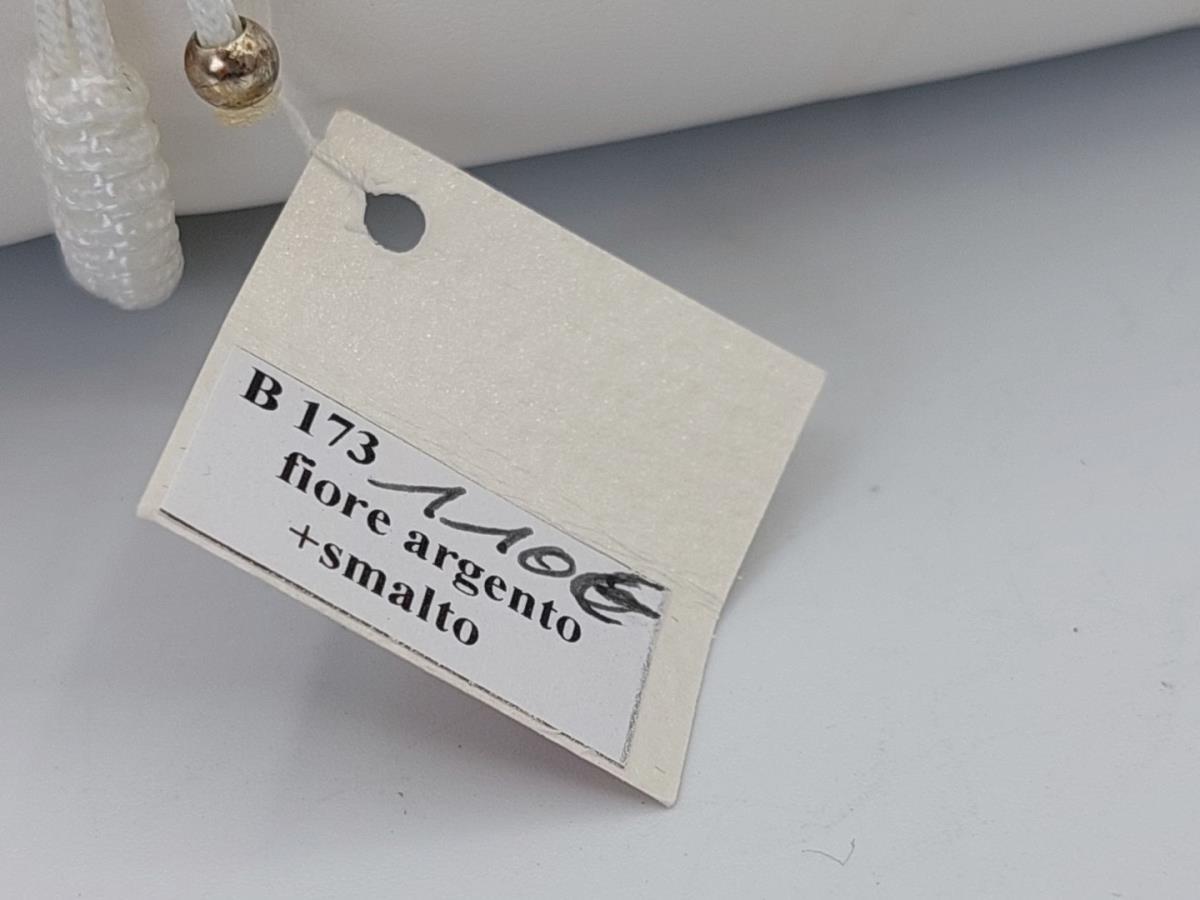 B 173
110€
fiore argento
+smalto